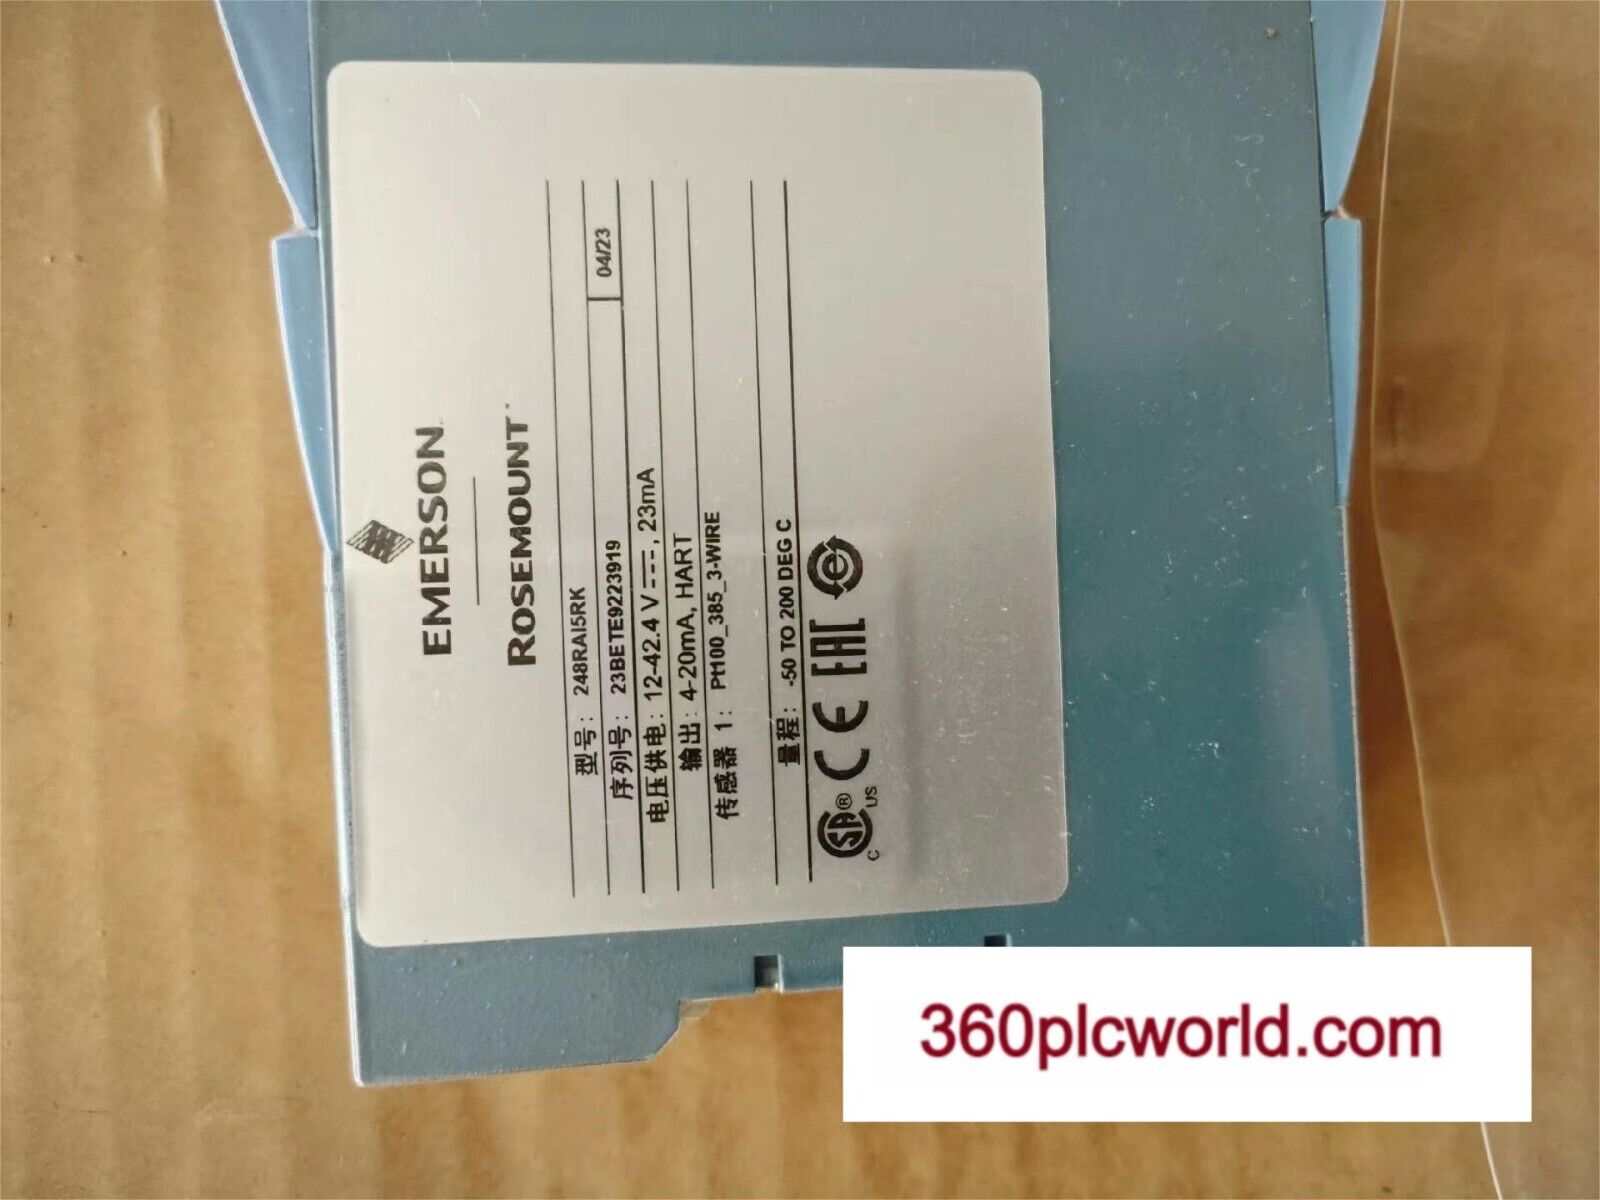 EMERSON
ROSEMOUNT
型号: 248RAI5RK
序列号: 23BETE9223919 04/23
电压供电: 12-42.4 V, 23mA
输出: 4-20mA, HART
传感器 1: Pt100_385_3-WIRE
量程: -50 TO 200 DEG C
C SA ® US CE EAC e
360plcworld.com